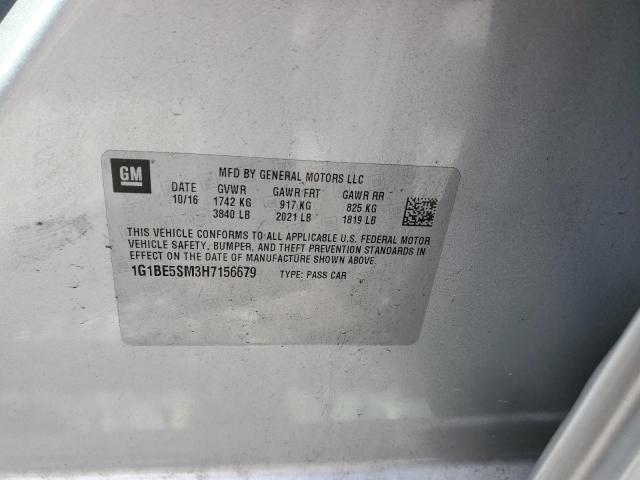 GM
MFD BY GENERAL MOTORS LLC
DATE GVWR GAWR FRT GAWR RR
10/16 1742 KG 917 KG 825 KG
3840 LB 2021 LB 1819 LB
THIS VEHICLE CONFORMS TO ALL APPLICABLE U.S. FEDERAL MOTOR
VEHICLE SAFETY, BUMPER, AND THEFT PREVENTION STANDARDS IN
EFFECT ON THE DATE OF MANUFACTURE SHOWN ABOVE.
1G1BE5SM3H7156679 TYPE: PASS CAR